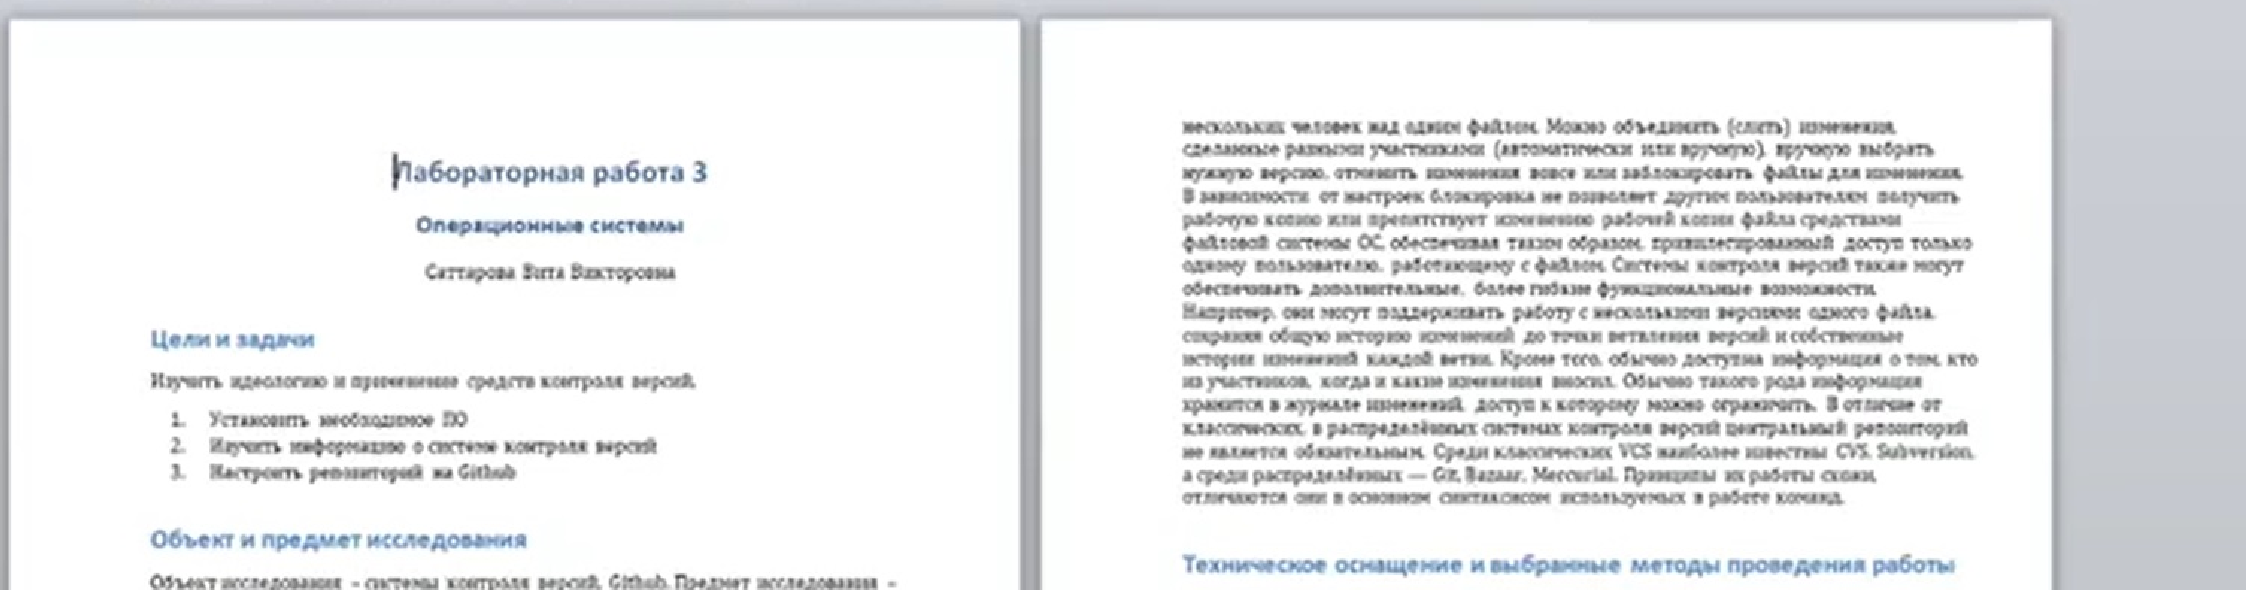 Лабораторная работа 3
Операционные системы
Саттарова Вита Викторовна
Цели и задачи
Изучить идеологию и применение средств контроля версий.
1. Установить необходимое ПО
2. Изучить информацию о системе контроля версий
3. Настроить репозиторий на Github
Объект и предмет исследования
Объект исследования – системы контроля версий, Github. Предмет исследования –
нескольких человек над одним файлом. Можно объединить (слить) изменения,
сделанные разными участниками (автоматически или вручную), вручную выбрать
нужную версию, отменить изменения вовсе или заблокировать файлы для изменения.
В зависимости от настроек блокировка не позволяет другим пользователям получить
рабочую копию или препятствует изменению рабочей копии файла средствами
файловой системы ОС, обеспечивая таким образом, привилегированный доступ только
одному пользователю, работающему с файлом. Системы контроля версий также могут
обеспечивать дополнительные, более гибкие функциональные возможности.
Например, они могут поддерживать работу с несколькими версиями одного файла,
сохраняя общую историю изменений до точки ветвления версий и собственные
истории изменений каждой ветви. Кроме того, обычно доступна информация о том, кто
из участников, когда и какие изменения вносил. Обычно такого рода информация
хранится в журнале изменений, доступ к которому можно ограничить. В отличие от
классических, в распределённых системах контроля версий центральный репозиторий
не является обязательным. Среди классических VCS наиболее известны CVS, Subversion,
а среди распределённых — Git, Bazaar, Mercurial. Принципы их работы схожи,
отличаются они в основном синтаксисом используемых в работе команд.
Техническое оснащение и выбранные методы проведения работы